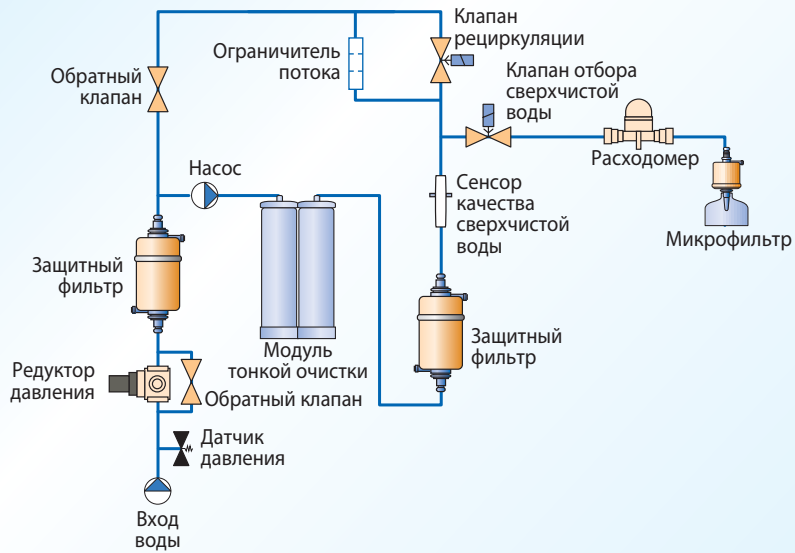 Клапан
рециркуляции
Ограничитель
потока
Обратный
клапан
Клапан отбора
сверхчистой
воды
Расходомер
Насос
Сенсор
качества
сверхчистой
воды
Микрофильтр
Защитный
фильтр
Модуль
тонкой очистки
Защитный
фильтр
Редуктор
давления
Обратный клапан
Датчик
давления
Вход
воды